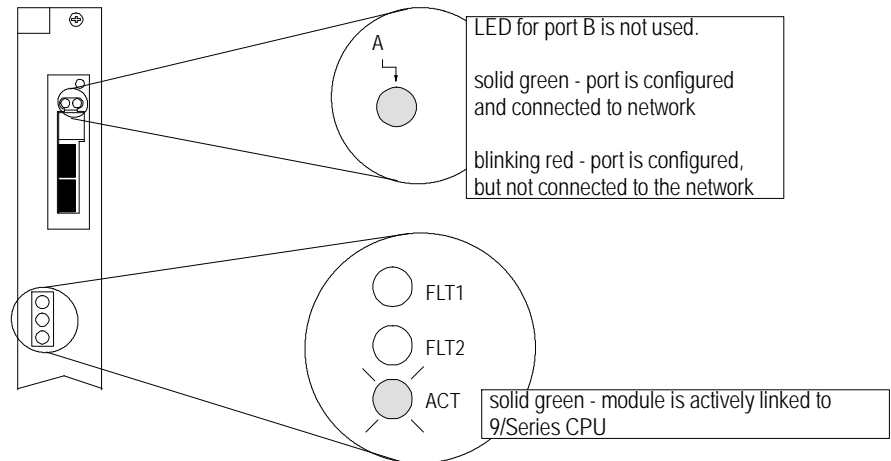 A
LED for port B is not used.
solid green - port is configured
and connected to network
blinking red - port is configured,
but not connected to the network
FLT1
FLT2
ACT
solid green - module is actively linked to
9/Series CPU